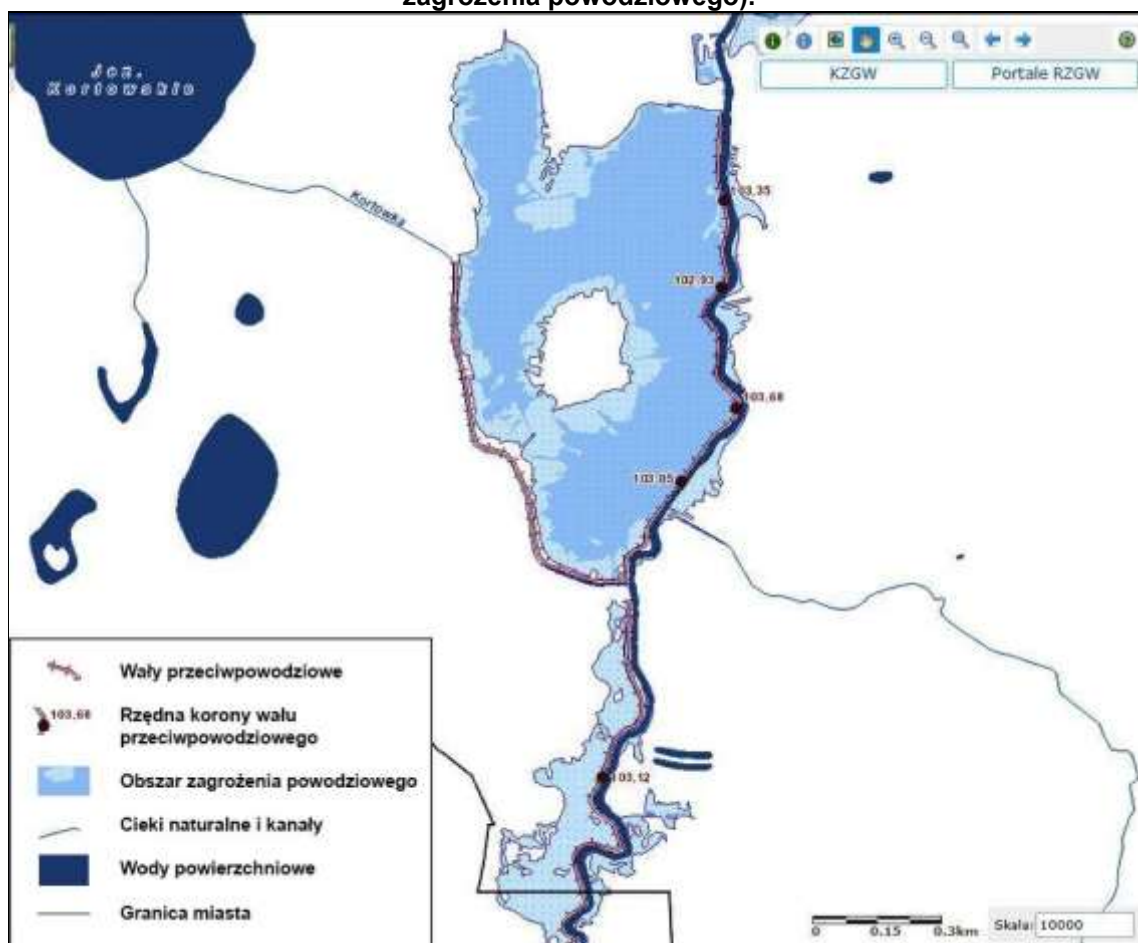 zagrożenia powodziowego).
KZGW
Portale RZGW
Jez.
Kortowskie
Kortówka
Łyna
103,35
102,93
103,68
103,85
103,12
Wały przeciwpowodziowe
103,68
Rzędna korony wału
przeciwpowodziowego
Obszar zagrożenia powodziowego
Cieki naturalne i kanały
Wody powierzchniowe
Granica miasta
0 0.15 0.3km
Skala: 10000